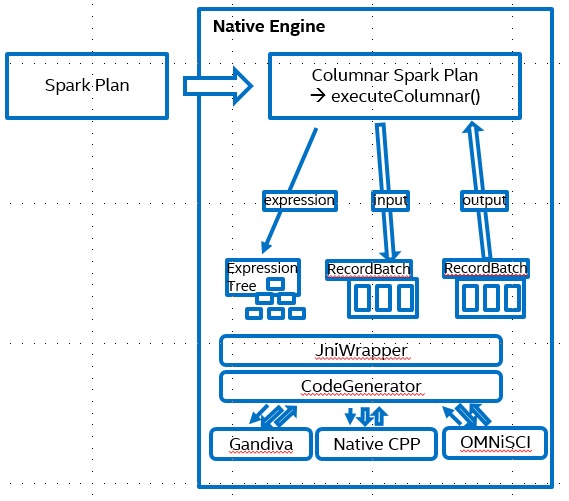 Native Engine
Spark Plan
Columnar Spark Plan
→ executeColumnar()
expression
input
output
Expression
Tree
RecordBatch
RecordBatch
JniWrapper
CodeGenerator
Gandiva
Native CPP
OMNiSCI